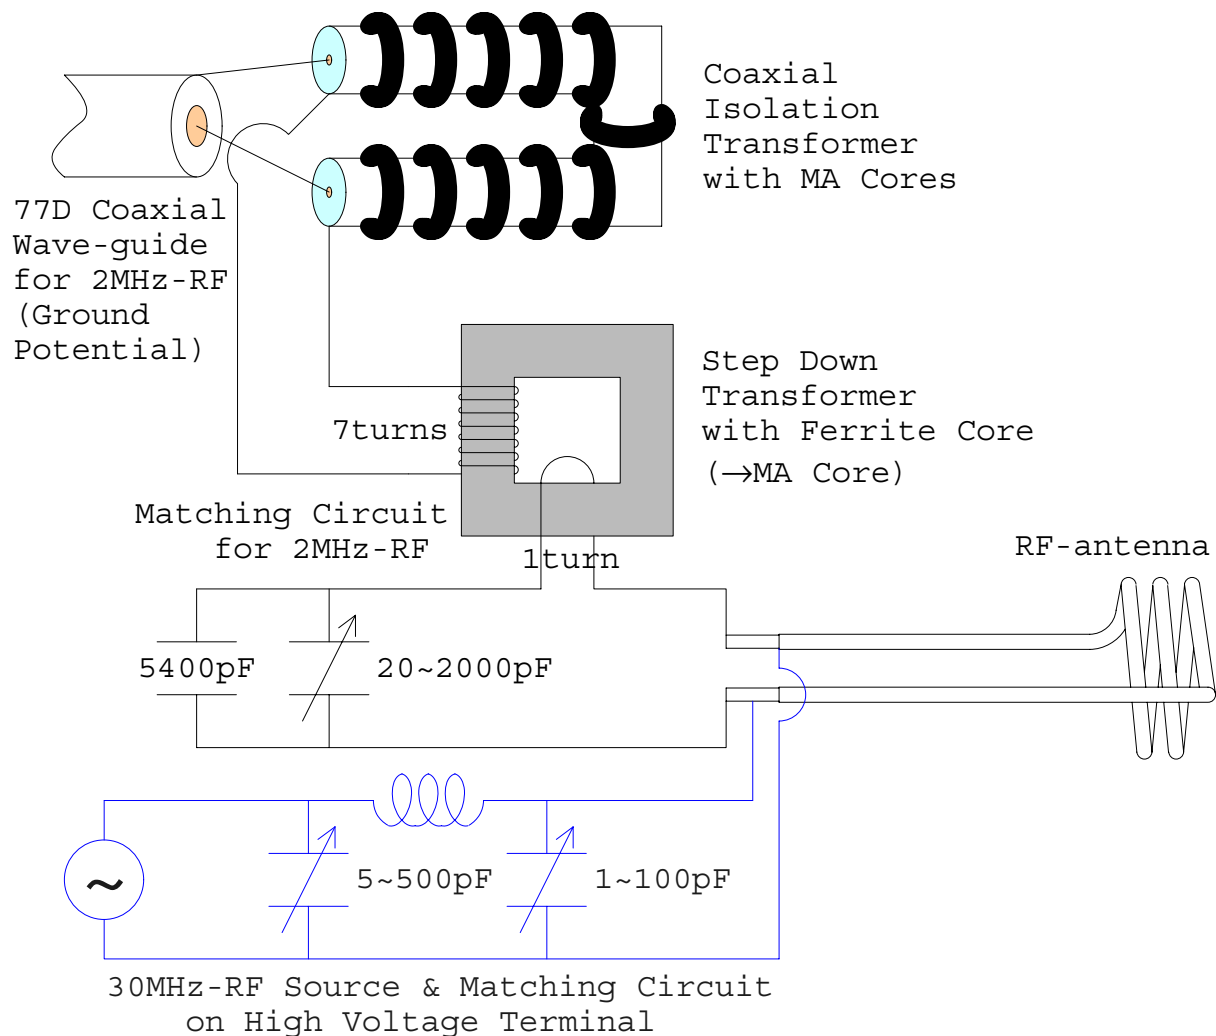 Coaxial
Isolation
Transformer
with MA Cores
77D Coaxial
Wave-guide
for 2MHz-RF
(Ground
Potential)
Step Down
Transformer
with Ferrite Core
(→MA Core)
7turns
Matching Circuit
for 2MHz-RF
1turn
RF-antenna
5400pF
20~2000pF
~
5~500pF
1~100pF
30MHz-RF Source & Matching Circuit
on High Voltage Terminal